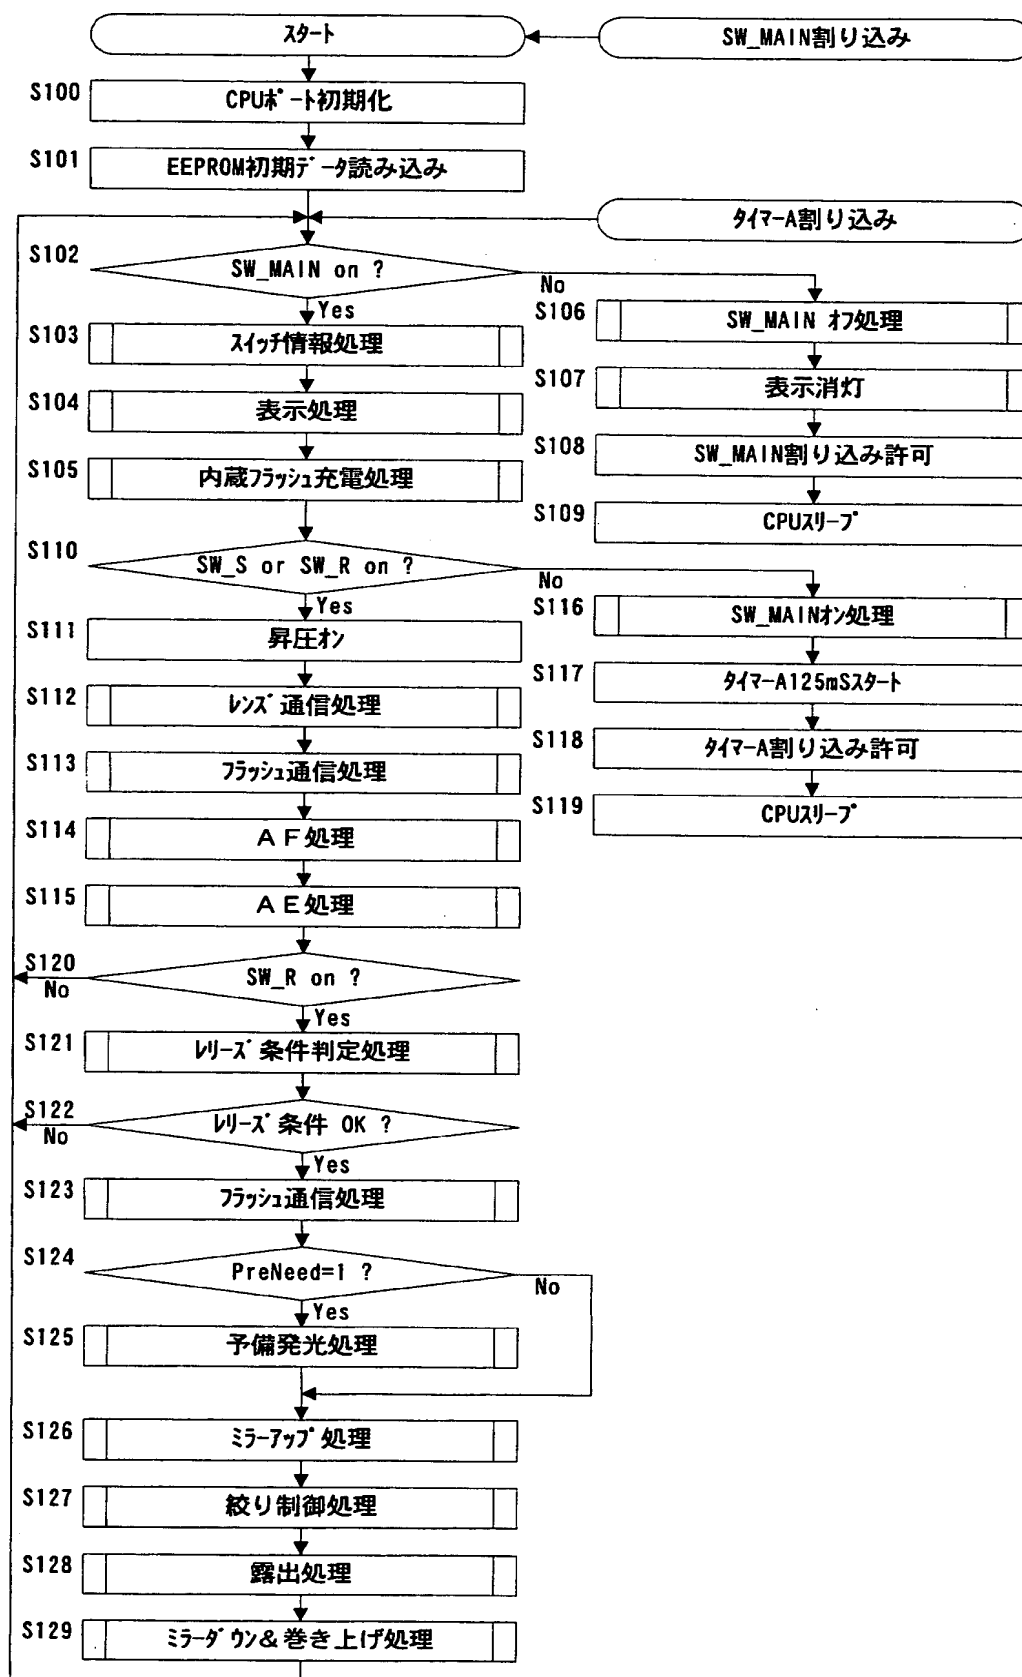 スタート
SW_MAIN割り込み
S100
CPUポート初期化
S101
EEPROM初期データ読み込み
タイマーA割り込み
S102
SW_MAIN on ?
No
Yes
S103
スイッチ情報処理
S106
SW_MAIN オフ処理
S104
表示処理
S107
表示消灯
S105
内蔵フラッシュ充電処理
S108
SW_MAIN割り込み許可
S109
CPUスリープ
S110
SW_S or SW_R on ?
No
Yes
S111
昇圧オン
S116
SW_MAINオン処理
S112
レンズ通信処理
S117
タイマーA125mSスタート
S113
フラッシュ通信処理
S118
タイマーA割り込み許可
S114
AF処理
S119
CPUスリープ
S115
AE処理
S120
SW_R on ?
No
Yes
S121
レリーズ条件判定処理
S122
レリーズ条件 OK ?
No
Yes
S123
フラッシュ通信処理
S124
PreNeed=1 ?
No
Yes
S125
予備発光処理
S126
ミラーアップ処理
S127
絞り制御処理
S128
露出処理
S129
ミラーダウン&巻き上げ処理